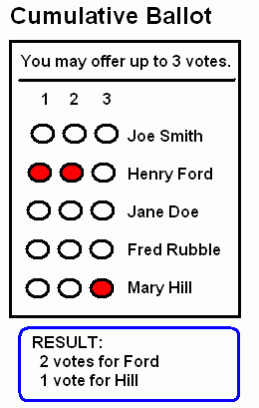 Cumulative Ballot
You may offer up to 3 votes.
1 2 3
Joe Smith
Henry Ford
Jane Doe
Fred Rubble
Mary Hill
RESULT:
2 votes for Ford
1 vote for Hill